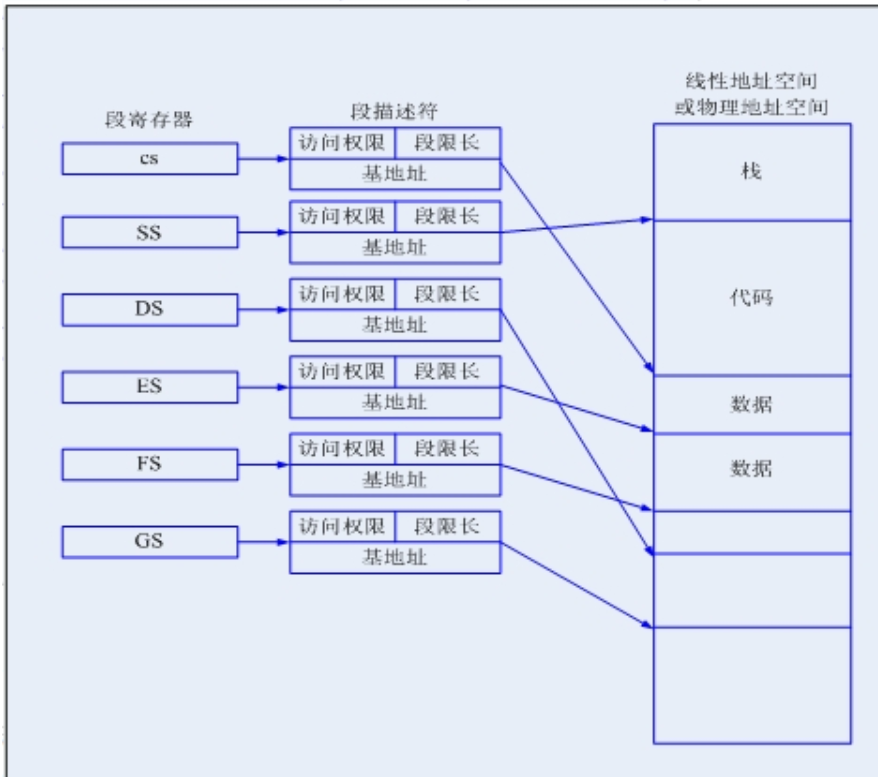 线性地址空间
或物理地址空间
段寄存器
段描述符
cs
访问权限 段限长
基地址
栈
SS
访问权限 段限长
基地址
代码
DS
访问权限 段限长
基地址
ES
访问权限 段限长
基地址
数据
FS
访问权限 段限长
基地址
数据
GS
访问权限 段限长
基地址